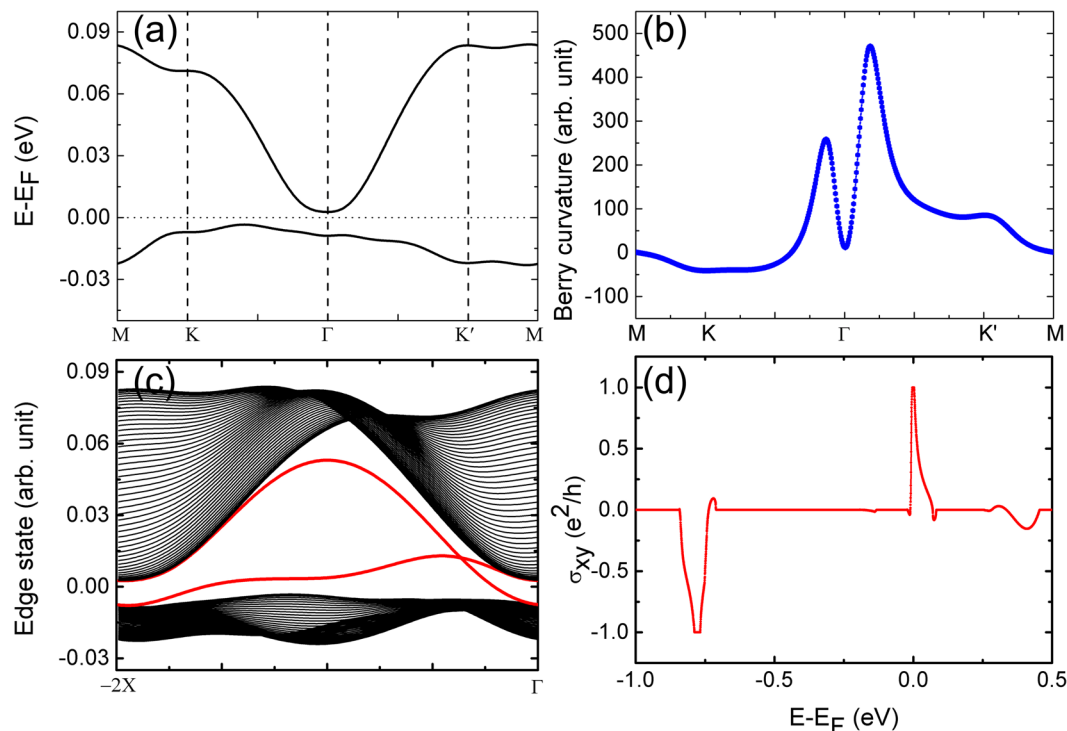 (a)
0.09
0.06
0.03
0.00
-0.03
E-E_F (eV)
M K Γ K′ M
(b)
500
400
300
200
100
0
-100
Berry curvature (arb. unit)
M K Γ K' M
(c)
0.09
0.06
0.03
0.00
-0.03
Edge state (arb. unit)
−2X Γ
(d)
1.0
0.5
0.0
-0.5
-1.0
σ_xy (e²/h)
-1.0 -0.5 0.0 0.5
E-E_F (eV)